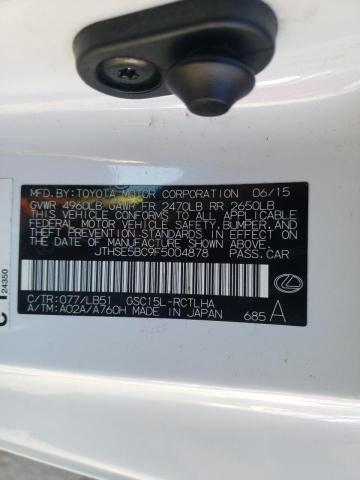 MFD.BY:TOYOTA MOTOR CORPORATION 06/15
GVWR 4960LB GAWR FR 2470LB RR 2650LB
THIS VEHICLE CONFORMS TO ALL APPLICABLE
FEDERAL MOTOR VEHICLE SAFETY,BUMPER,AND
THEFT PREVENTION STANDARDS IN EFFECT ON
THE DATE OF MANUFACTURE SHOWN ABOVE.
JTHSE5BC9F5004878 PASS.CAR
C/TR:077/LB51 GSC15L-RCTLHA
A/TM:A02A/A760H MADE IN JAPAN 685 A
24350